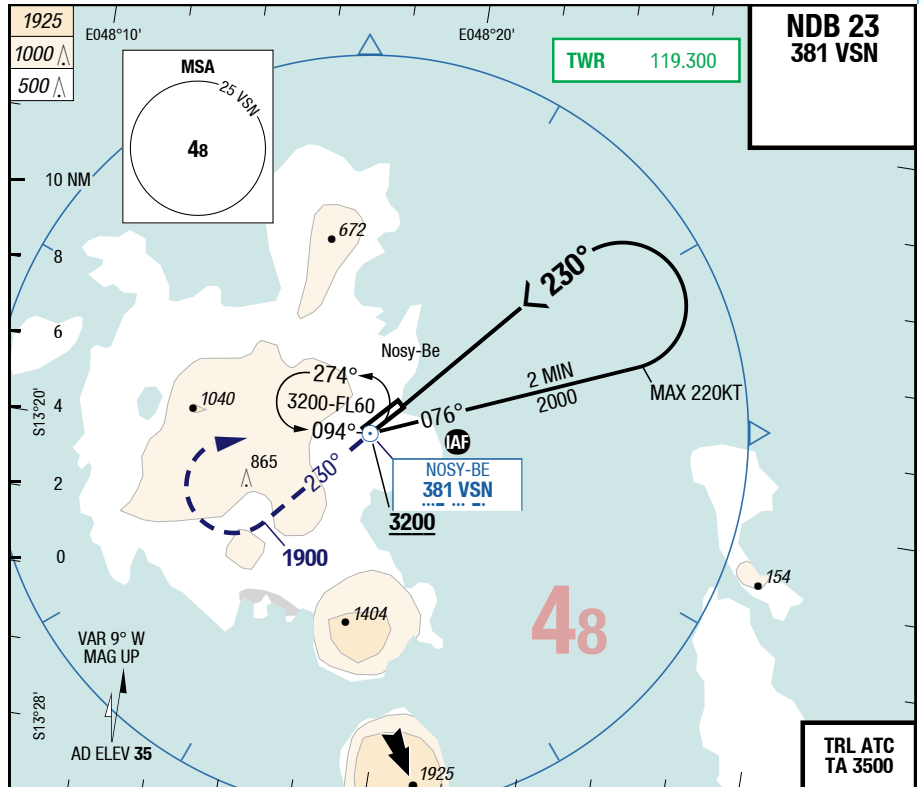 1925
1000
500
E048°10'
E048°20'
MSA
25 VSN
48
TWR 119.300
NDB 23
381 VSN
10 NM
8
6
4
2
0
S13°20'
S13°28'
672
1040
865
1404
154
1925
Nosy-Be
274°
3200-FL60
094°
230°
2 MIN
2000
076°
MAX 220KT
IAF
NOSY-BE
381 VSN
3200
230°
1900
48
VAR 9° W
MAG UP
AD ELEV 35
TRL ATC
TA 3500